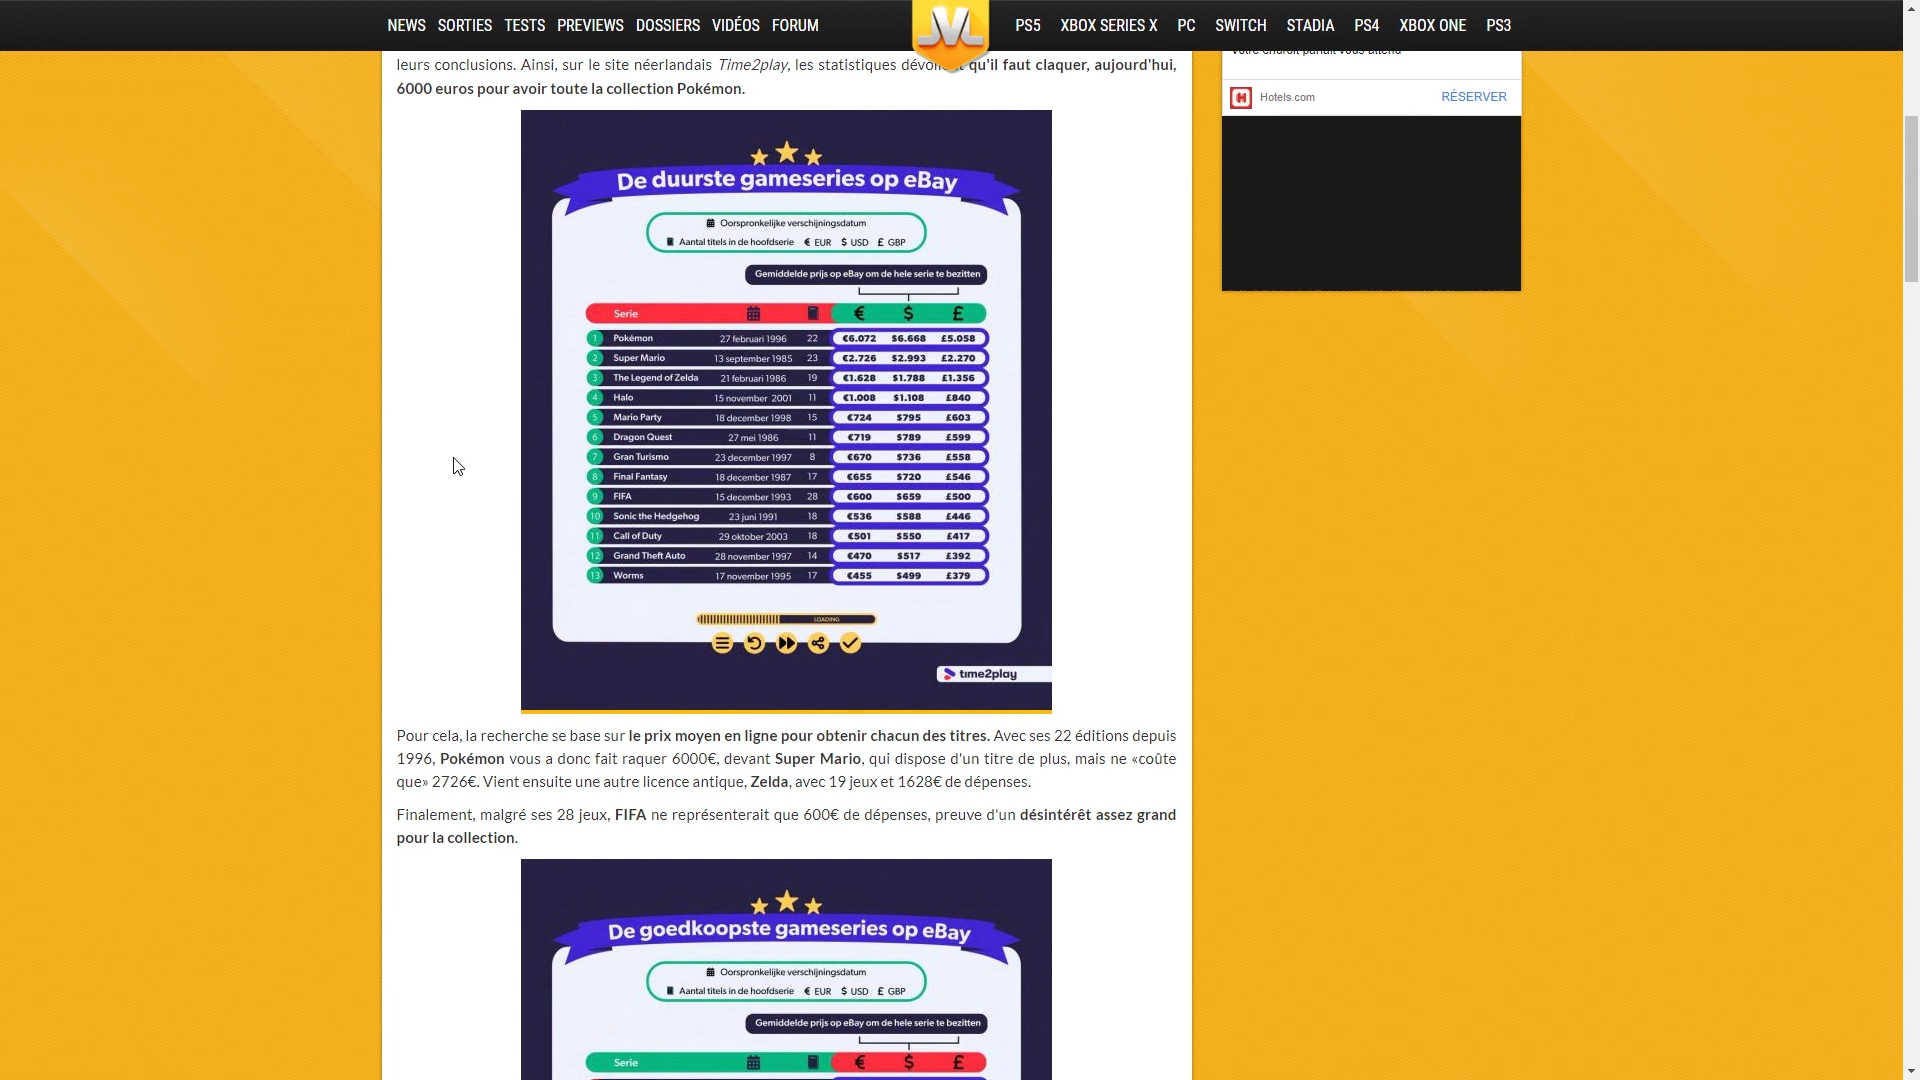 NEWS SORTIES TESTS PREVIEWS DOSSIERS VIDÉOS FORUM JVL PS5 XBOX SERIES X PC SWITCH STADIA PS4 XBOX ONE PS3
leurs conclusions. Ainsi, sur le site néerlandais Time2play, les statistiques qu'il faut claquer, aujourd'hui,
6000 euros pour avoir toute la collection Pokémon.
Votre endroit parfait vous attend
Hotels.com RÉSERVER
De duurste gameseries op eBay
Oorspronkelijke verschijningsdatum
Aantal titels in de hoofdserie € EUR $ USD £ GBP
Gemiddelde prijs op eBay om de hele serie te bezitten
Serie € $ £
1 Pokémon 27 februari 1996 22 €6.072 $6.668 £5.058
2 Super Mario 13 september 1985 23 €2.726 $2.993 £2.270
3 The Legend of Zelda 21 februari 1986 19 €1.628 $1.788 £1.356
4 Halo 15 november 2001 11 €1.008 $1.108 £840
5 Mario Party 18 december 1998 15 €724 $795 £603
6 Dragon Quest 27 mei 1986 11 €719 $789 £599
7 Gran Turismo 23 december 1997 8 €670 $736 £558
8 Final Fantasy 18 december 1987 17 €655 $720 £546
9 FIFA 15 december 1993 28 €600 $659 £500
10 Sonic the Hedgehog 23 juni 1991 18 €536 $588 £446
11 Call of Duty 29 oktober 2003 18 €501 $550 £417
12 Grand Theft Auto 28 november 1997 14 €470 $517 £392
13 Worms 17 november 1995 17 €455 $499 £379
LOADING
time2play
Pour cela, la recherche se base sur le prix moyen en ligne pour obtenir chacun des titres. Avec ses 22 éditions depuis
1996, Pokémon vous a donc fait raquer 6000€, devant Super Mario, qui dispose d'un titre de plus, mais ne «coûte
que» 2726€. Vient ensuite une autre licence antique, Zelda, avec 19 jeux et 1628€ de dépenses.
Finalement, malgré ses 28 jeux, FIFA ne représenterait que 600€ de dépenses, preuve d'un désintérêt assez grand
pour la collection.
De goedkoopste gameseries op eBay
Oorspronkelijke verschijningsdatum
Aantal titels in de hoofdserie € EUR $ USD £ GBP
Gemiddelde prijs op eBay om de hele serie te bezitten
Serie € $ £